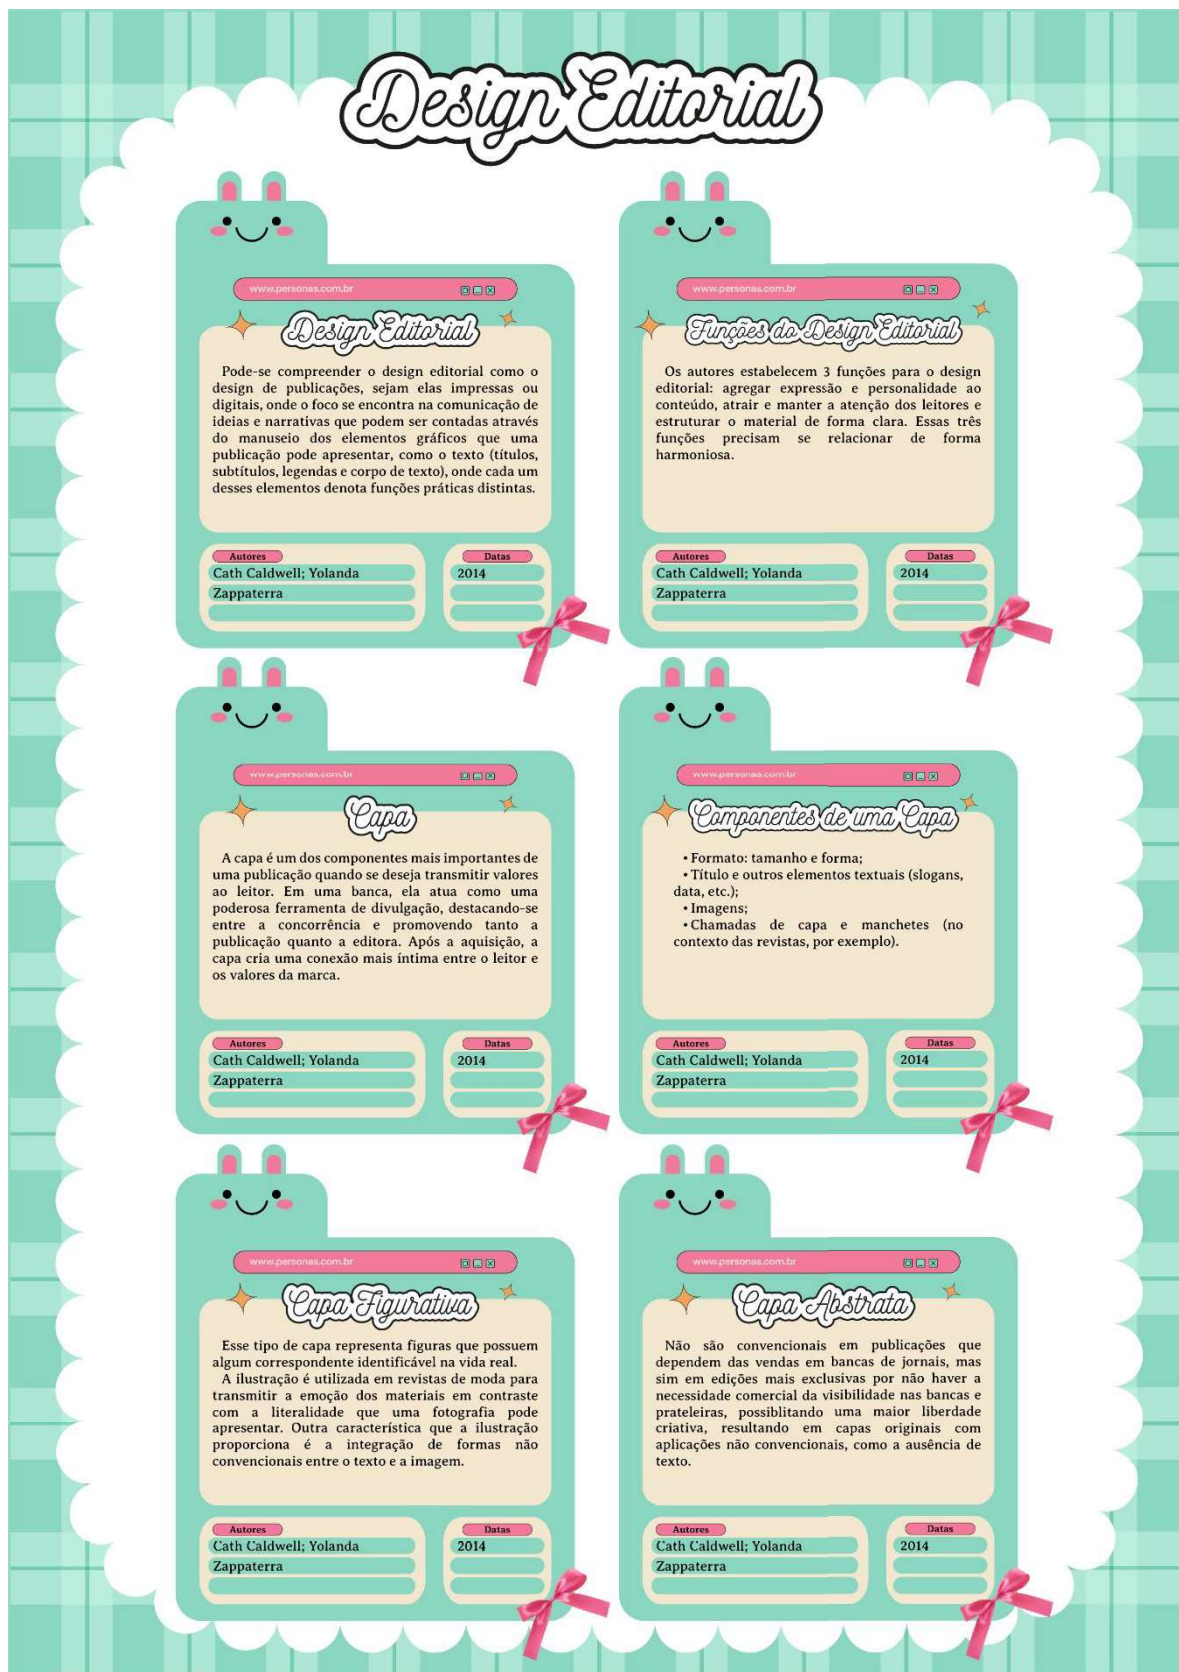 Design Editorial
www.personas.com.br
Design Editorial
Pode-se compreender o design editorial como o
design de publicações, sejam elas impressas ou
digitais, onde o foco se encontra na comunicação de
ideias e narrativas que podem ser contadas através
do manuseio dos elementos gráficos que uma
publicação pode apresentar, como o texto (títulos,
subtítulos, legendas e corpo de texto), onde cada um
desses elementos denota funções práticas distintas.
Autores
Cath Caldwell; Yolanda
Zappaterra
Datas
2014
www.personas.com.br
Funções do Design Editorial
Os autores estabelecem 3 funções para o design
editorial: agregar expressão e personalidade ao
conteúdo, atrair e manter a atenção dos leitores e
estruturar o material de forma clara. Essas três
funções precisam se relacionar de forma
harmoniosa.
Autores
Cath Caldwell; Yolanda
Zappaterra
Datas
2014
www.personas.com.br
Capa
A capa é um dos componentes mais importantes de
uma publicação quando se deseja transmitir valores
ao leitor. Em uma banca, ela atua como uma
poderosa ferramenta de divulgação, destacando-se
entre a concorrência e promovendo tanto a
publicação quanto a editora. Após a aquisição, a
capa cria uma conexão mais íntima entre o leitor e
os valores da marca.
Autores
Cath Caldwell; Yolanda
Zappaterra
Datas
2014
www.personas.com.br
Componentes de uma Capa
• Formato: tamanho e forma;
• Título e outros elementos textuais (slogans,
data, etc.);
• Imagens;
• Chamadas de capa e manchetes (no
contexto das revistas, por exemplo).
Autores
Cath Caldwell; Yolanda
Zappaterra
Datas
2014
www.personas.com.br
Capa Figurativa
Esse tipo de capa representa figuras que possuem
algum correspondente identificável na vida real.
A ilustração é utilizada em revistas de moda para
transmitir a emoção dos materiais em contraste
com a literalidade que uma fotografia pode
apresentar. Outra característica que a ilustração
proporciona é a integração de formas não
convencionais entre o texto e a imagem.
Autores
Cath Caldwell; Yolanda
Zappaterra
Datas
2014
www.personas.com.br
Capa Abstrata
Não são convencionais em publicações que
dependem das vendas em bancas de jornais, mas
sim em edições mais exclusivas por não haver a
necessidade comercial da visibilidade nas bancas e
prateleiras, possiblitando uma maior liberdade
criativa, resultando em capas originais com
aplicações não convencionais, como a ausência de
texto.
Autores
Cath Caldwell; Yolanda
Zappaterra
Datas
2014